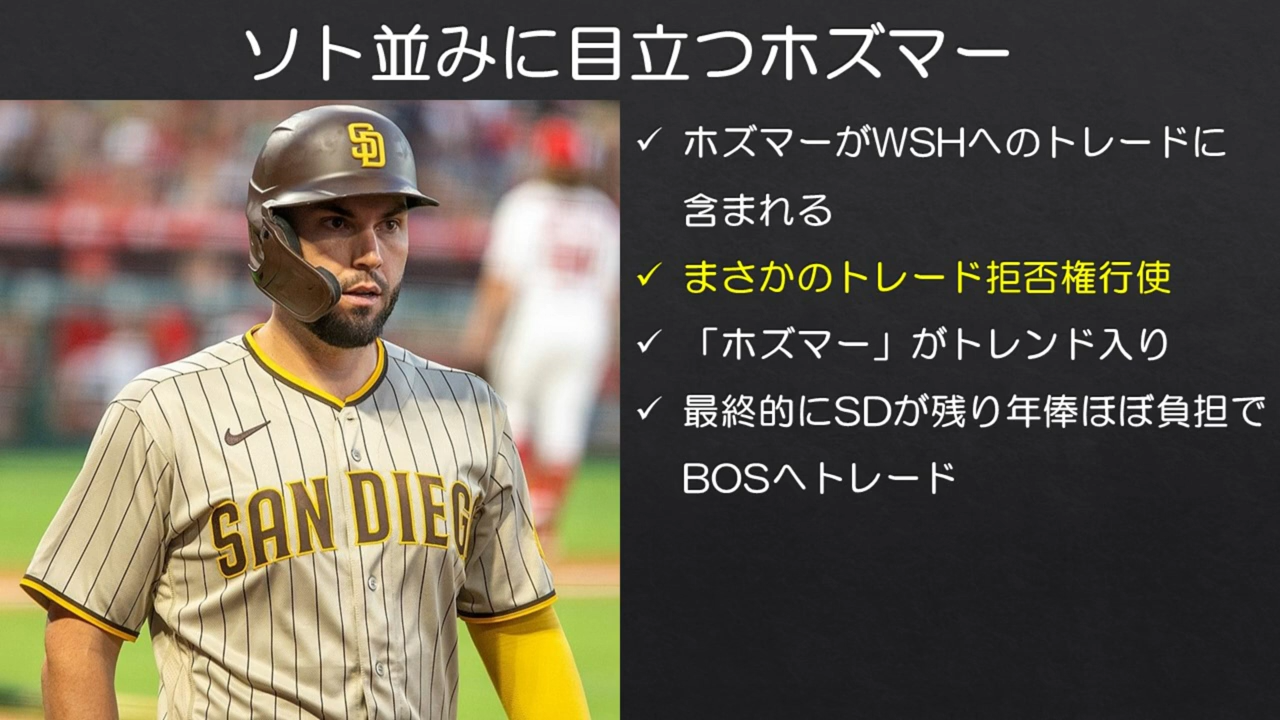 ソト並みに目立つホズマー
✓ ホズマーがWSHへのトレードに
含まれる
✓ まさかのトレード拒否権行使
✓ 「ホズマー」がトレンド入り
✓ 最終的にSDが残り年俸ほぼ負担で
BOSへトレード
SD
SAN DIEG